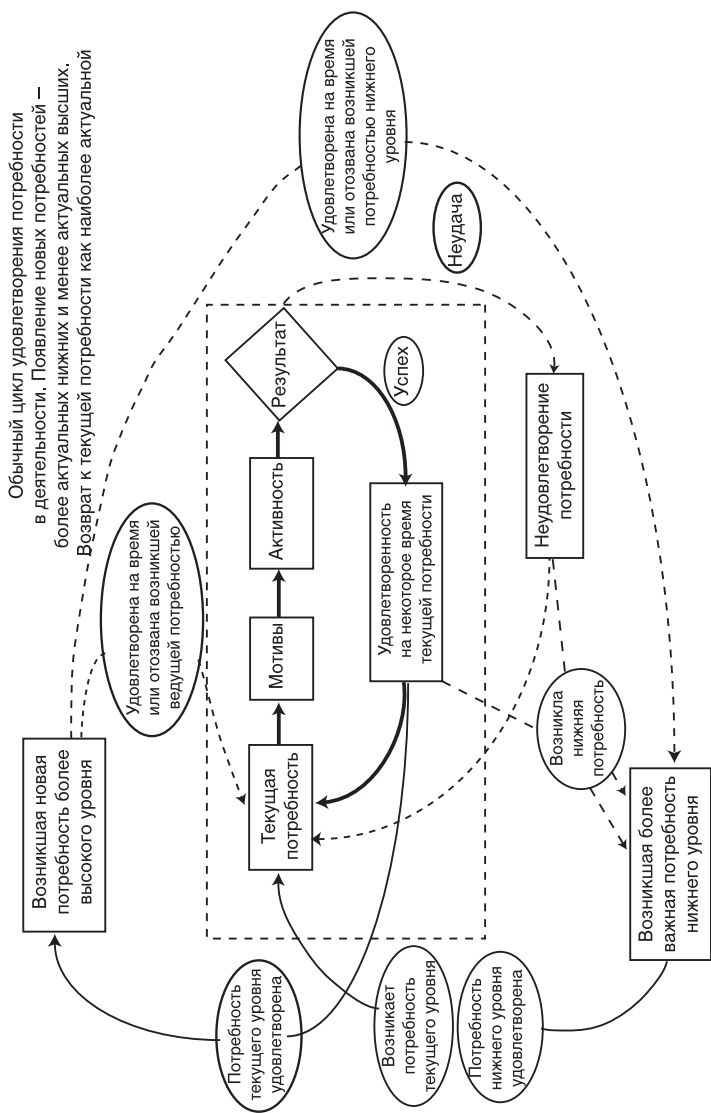 Обычный цикл удовлетворения потребности
в деятельности. Появление новых потребностей —
более актуальных нижних и менее актуальных высших.
Возврат к текущей потребности как наиболее актуальной
Возникшая новая
потребность более
высокого уровня
Удовлетворена на время
или отозвана возникшей
ведущей потребностью
Удовлетворена на время
или отозвана возникшей
потребностью нижнего
уровня
Потребность
текущего уровня
удовлетворена
Текущая
потребность
Мотивы
Активность
Результат
Успех
Неудача
Удовлетворенность
на некоторое время
текущей потребности
Возникает
потребность
текущего уровня
Потребность
нижнего уровня
удовлетворена
Возникла
нижняя
потребность
Неудовлетворение
потребности
Возникшая более
важная потребность
нижнего уровня